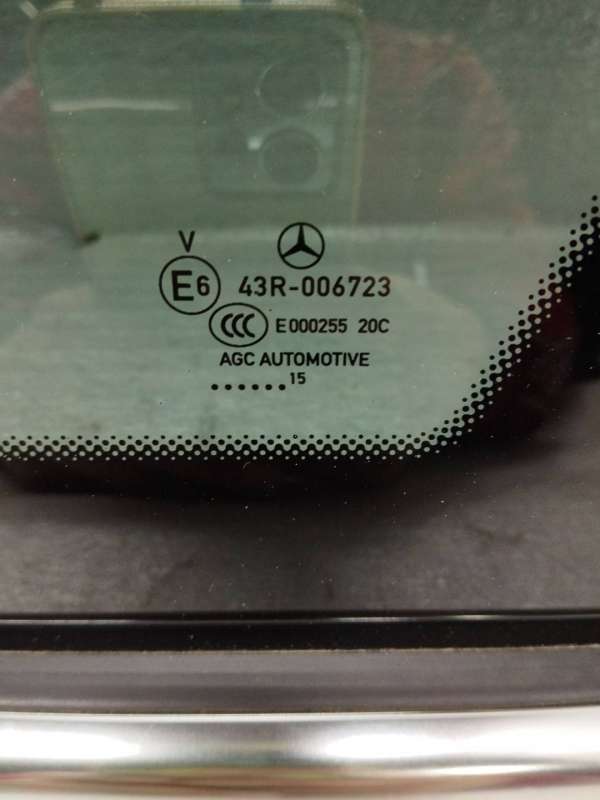 V
E6 43R-006723
CCC E000255 20C
AGC AUTOMOTIVE
......15